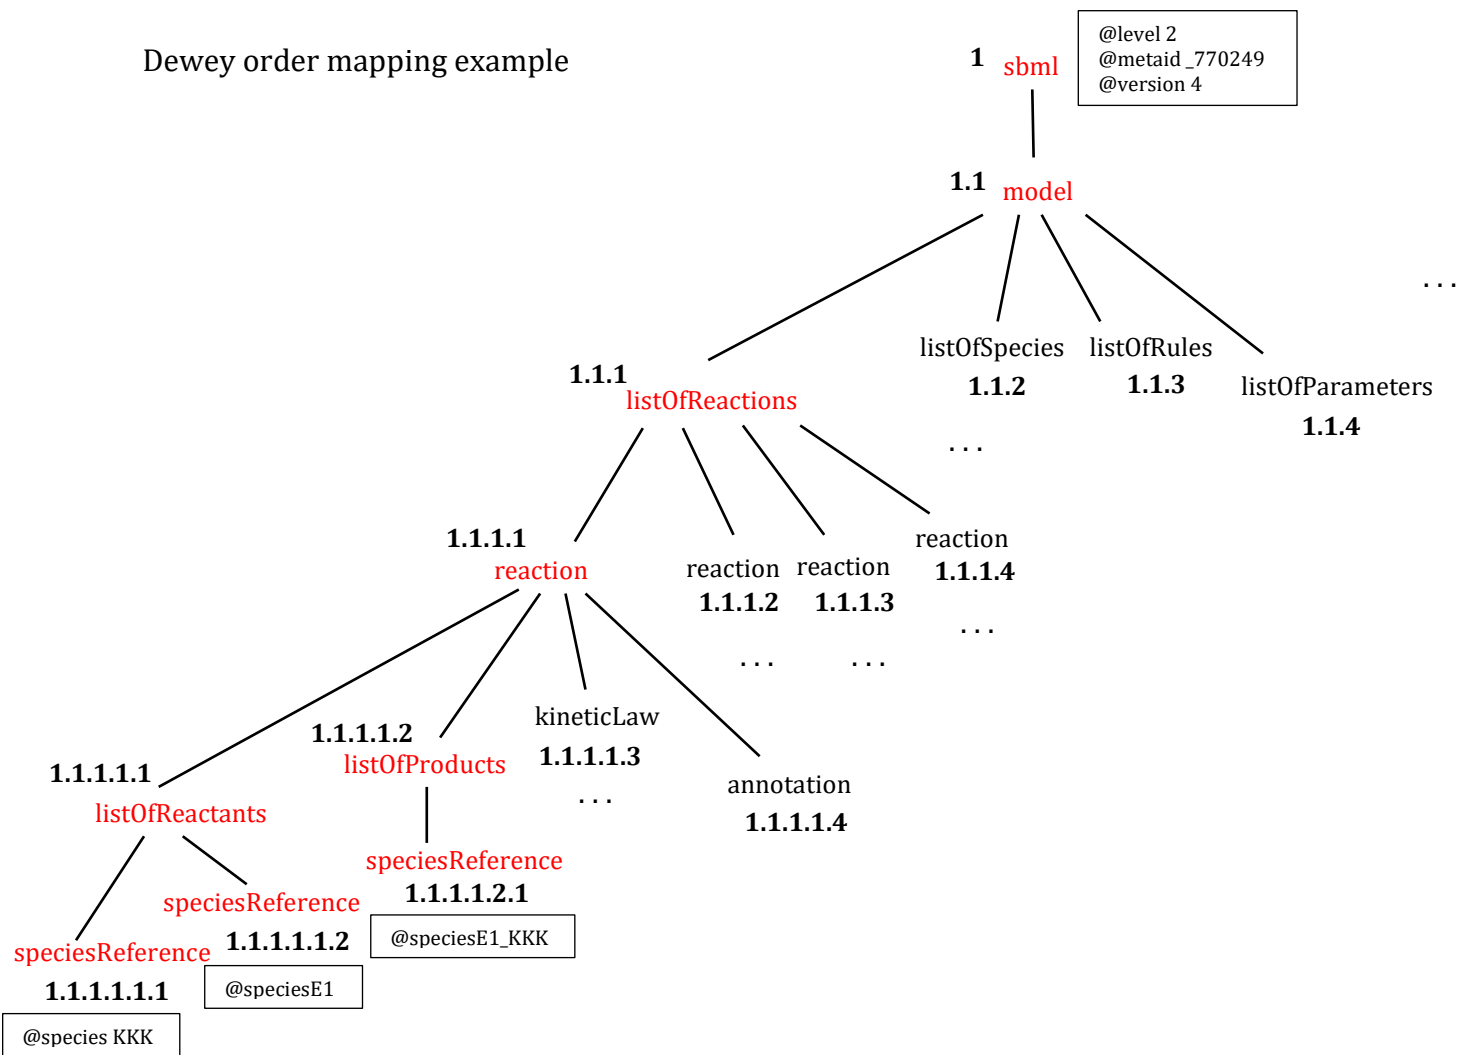 Dewey order mapping example
1
sbml
@level 2
@metaid _770249
@version 4
1.1
model
. . .
listOfSpecies
1.1.2
listOfRules
1.1.3
listOfParameters
1.1.4
1.1.1
listOfReactions
. . .
1.1.1.1
reaction
reaction
1.1.1.2
reaction
1.1.1.3
reaction
1.1.1.4
. . .
. . .
. . .
1.1.1.1.1
listOfReactants
1.1.1.1.2
listOfProducts
kineticLaw
1.1.1.1.3
. . .
annotation
1.1.1.1.4
speciesReference
1.1.1.1.2.1
@speciesE1_KKK
speciesReference
1.1.1.1.1.2
@speciesE1
speciesReference
1.1.1.1.1.1
@species KKK